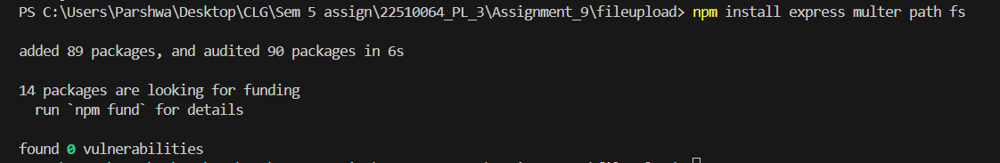 PS C:\Users\Parshwa\Desktop\CLG\Sem 5 assign\22510064_PL_3\Assignment_9\fileupload> npm install express multer path fs
added 89 packages, and audited 90 packages in 6s
14 packages are looking for funding
  run `npm fund` for details
found 0 vulnerabilities